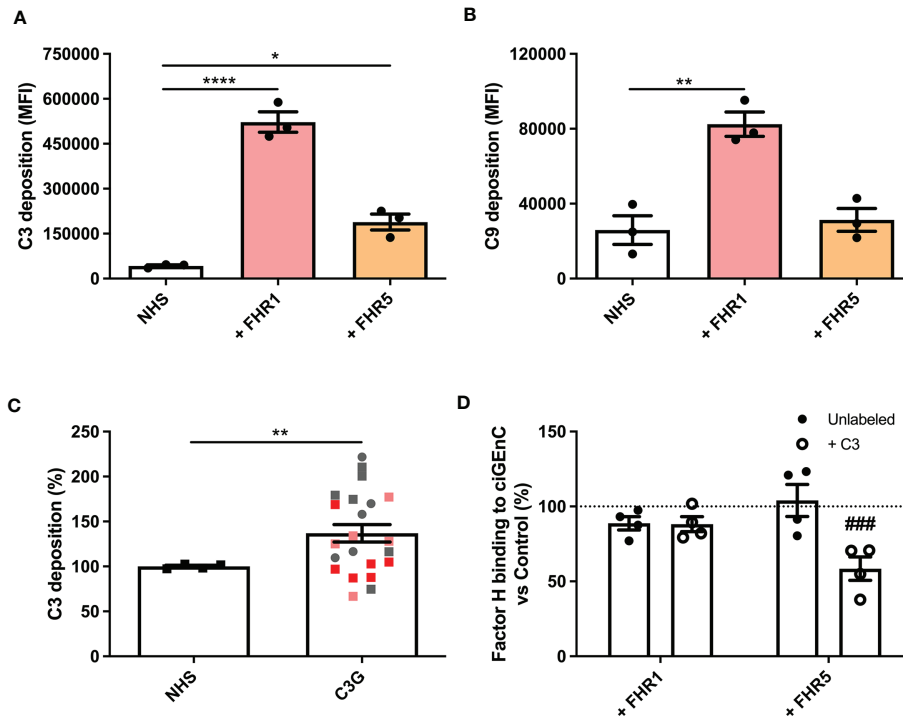 A
C3 deposition (MFI)
750000
600000
450000
300000
150000
0
*
****
NHS
+ FHR1
+ FHR5
B
C9 deposition (MFI)
120000
80000
40000
0
**
NHS
+ FHR1
+ FHR5
C
C3 deposition (%)
250
200
150
100
50
0
**
NHS
C3G
D
Factor H binding to ciGEnC
vs Control (%)
150
100
50
0
Unlabeled
+ C3
###
+ FHR1
+ FHR5